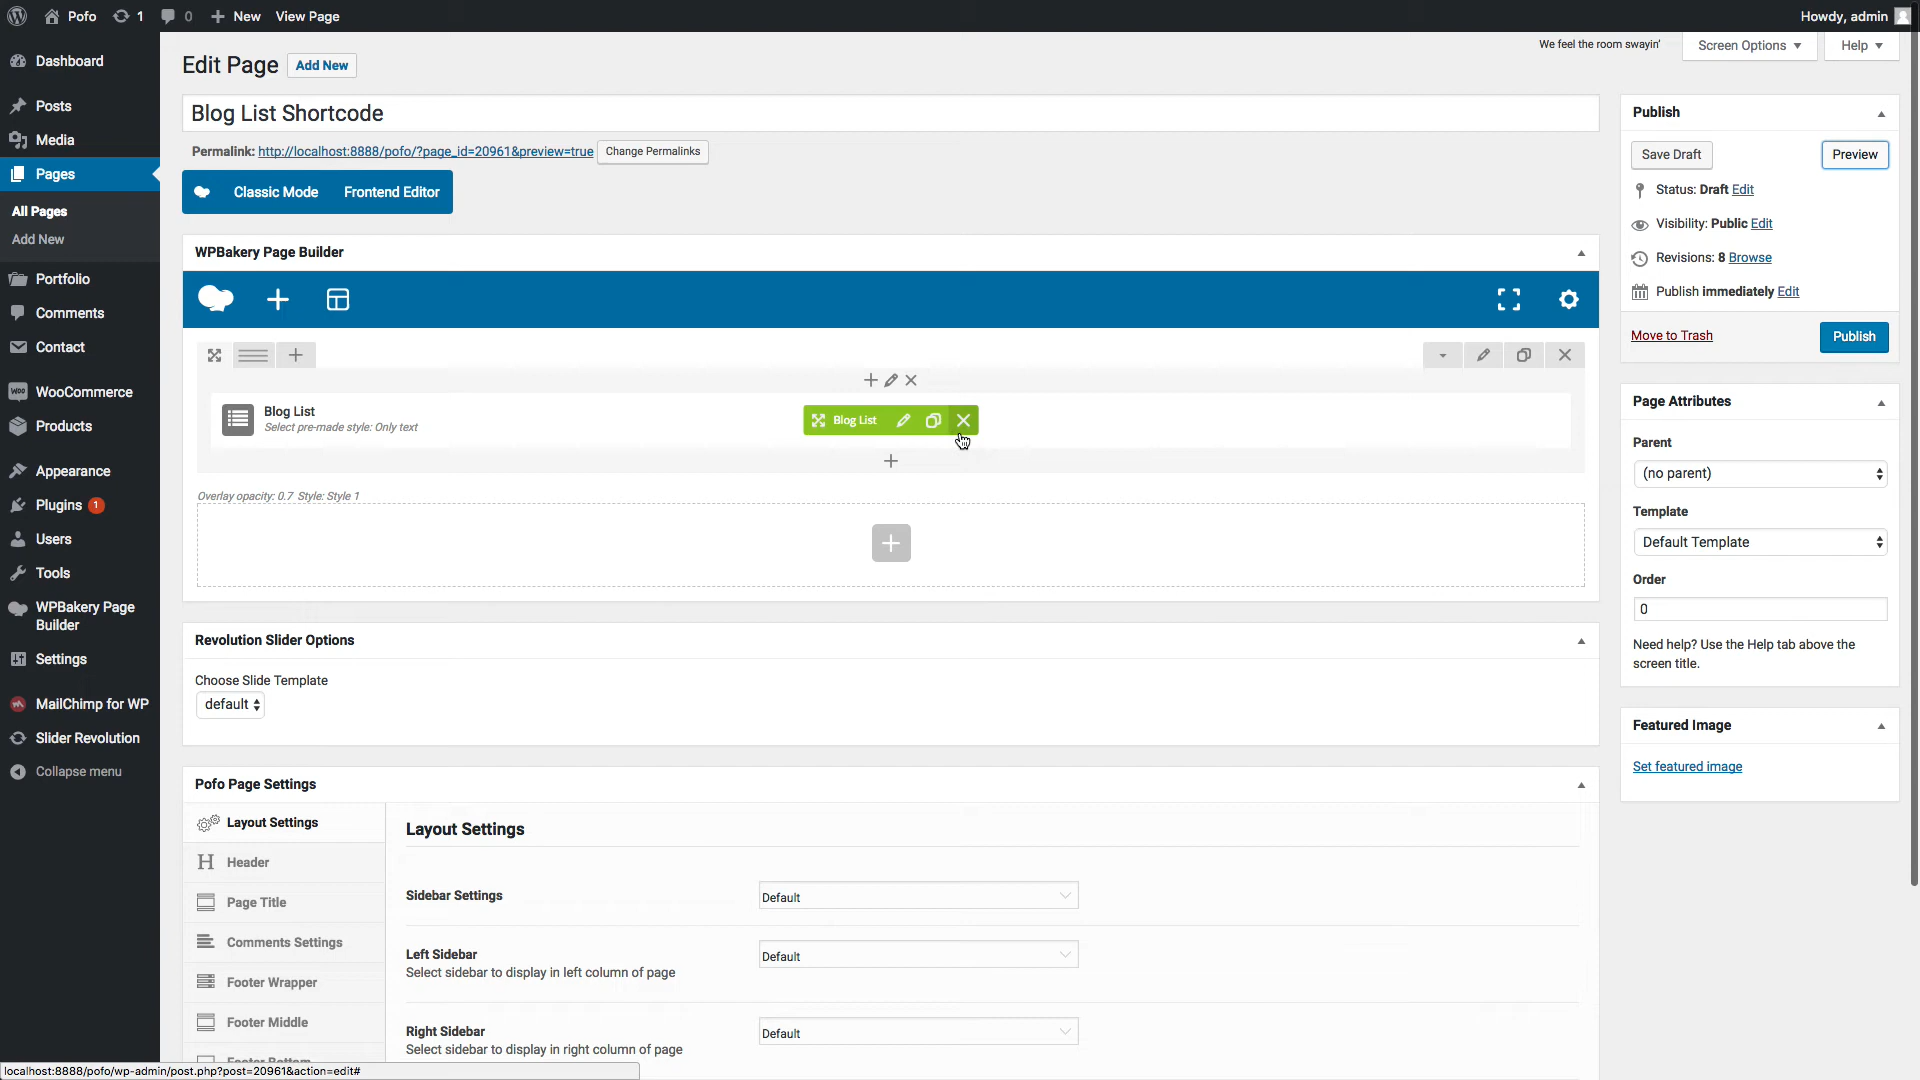 Pofo 1 0 New View Page Howdy, admin
Dashboard
Posts
Media
Pages
All Pages
Add New
Portfolio
Comments
Contact
WooCommerce
Products
Appearance
Plugins 1
Users
Tools
WPBakery Page
Builder
Settings
MailChimp for WP
Slider Revolution
Collapse menu
We feel the room swayin' Screen Options Help
Edit Page Add New
Blog List Shortcode
Permalink: http://localhost:8888/pofo/?page_id=20961&preview=true Change Permalinks
Classic Mode Frontend Editor
WPBakery Page Builder
Blog List
Select pre-made style: Only text
Blog List
Overlay opacity: 0.7 Style: Style 1
Revolution Slider Options
Choose Slide Template
default
Pofo Page Settings
Layout Settings
Header
Page Title
Comments Settings
Footer Wrapper
Footer Middle
Footer Bottom
Layout Settings
Sidebar Settings Default
Left Sidebar
Select sidebar to display in left column of page
Default
Right Sidebar
Select sidebar to display in right column of page
Default
Publish
Save Draft Preview
Status: Draft Edit
Visibility: Public Edit
Revisions: 8 Browse
Publish immediately Edit
Move to Trash Publish
Page Attributes
Parent
(no parent)
Template
Default Template
Order
0
Need help? Use the Help tab above the
screen title.
Featured Image
Set featured image
localhost:8888/pofo/wp-admin/post.php?post=20961&action=edit#